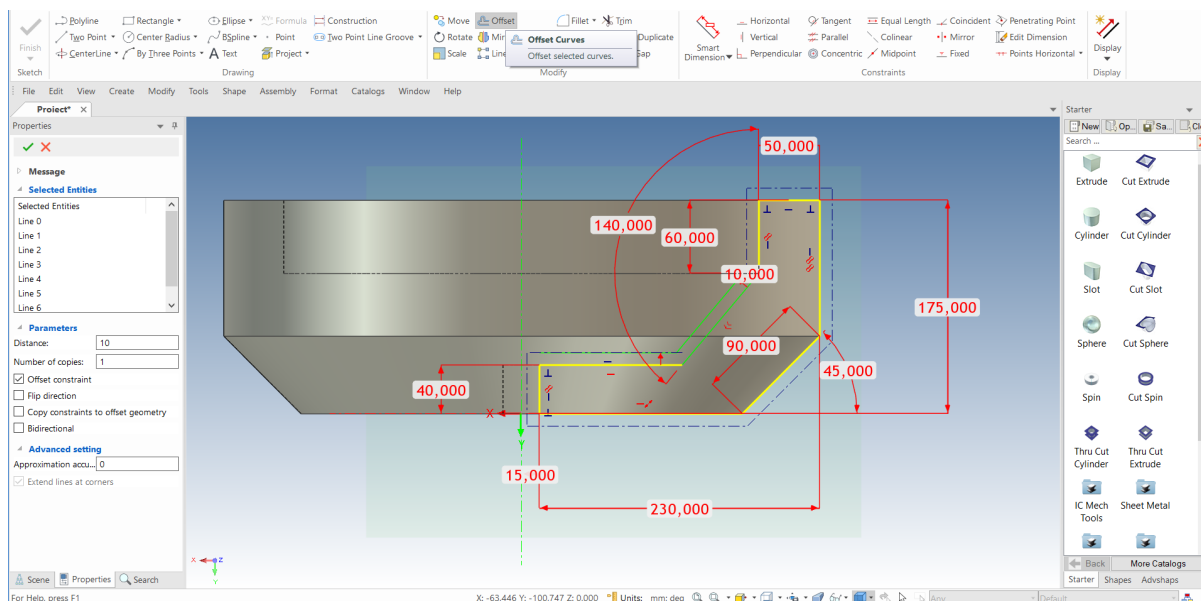 Polyline Rectangle Ellipse XY= Formula Construction Move Offset Fillet Trim Horizontal Tangent Equal Length Coincident Penetrating Point
Finish Two Point Center Radius BSpline Point Two Point Line Groove Rotate Mir Duplicate Smart Dimension Vertical Parallel Colinear Mirror Edit Dimension Display
CenterLine By Three Points A Text Project Scale Line ap Perpendicular Concentric Midpoint Fixed Points Horizontal
Offset Curves
Offset selected curves.
Sketch Drawing Modify Constraints Display
File Edit View Create Modify Tools Shape Assembly Format Catalogs Window Help
Project*
Properties
Message
Selected Entities
Selected Entities
Line 0
Line 1
Line 2
Line 3
Line 4
Line 5
Line 6
Parameters
Distance: 10
Number of copies: 1
Offset constraint
Flip direction
Copy constraints to offset geometry
Bidirectional
Advanced setting
Approximation accu... 0
Extend lines at corners
Scene Properties Search
50,000
140,000
60,000
10,000
175,000
90,000
45,000
40,000
X
Y
15,000
230,000
X Z
Y
Starter
New Op... Sa... Clo
Search ...
Extrude Cut Extrude
Cylinder Cut Cylinder
Slot Cut Slot
Sphere Cut Sphere
Spin Cut Spin
Thru Cut Cylinder Thru Cut Extrude
IC Mech Tools Sheet Metal
Back More Catalogs
Starter Shapes Advshaps
For Help, press F1 X: -63.446 Y: -100.747 Z: 0.000 Units: mm; deg Any Default